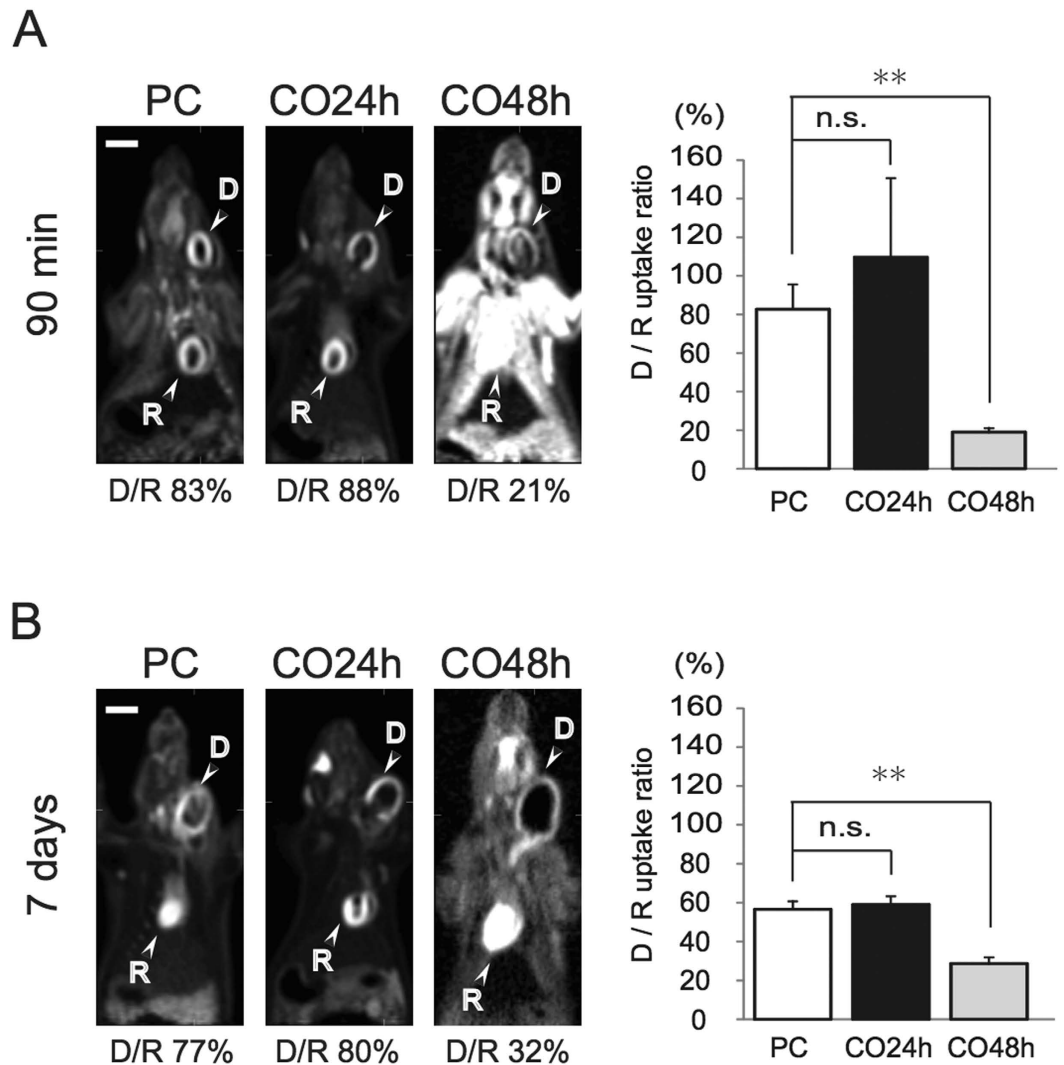 A
PC CO24h CO48h
90 min
D D D
R R R
D/R 83% D/R 88% D/R 21%
(%)
D / R uptake ratio
160
140
120
100
80
60
40
20
0
**
n.s.
PC CO24h CO48h
B
PC CO24h CO48h
7 days
D D D
R R R
D/R 77% D/R 80% D/R 32%
(%)
D / R uptake ratio
160
140
120
100
80
60
40
20
0
**
n.s.
PC CO24h CO48h